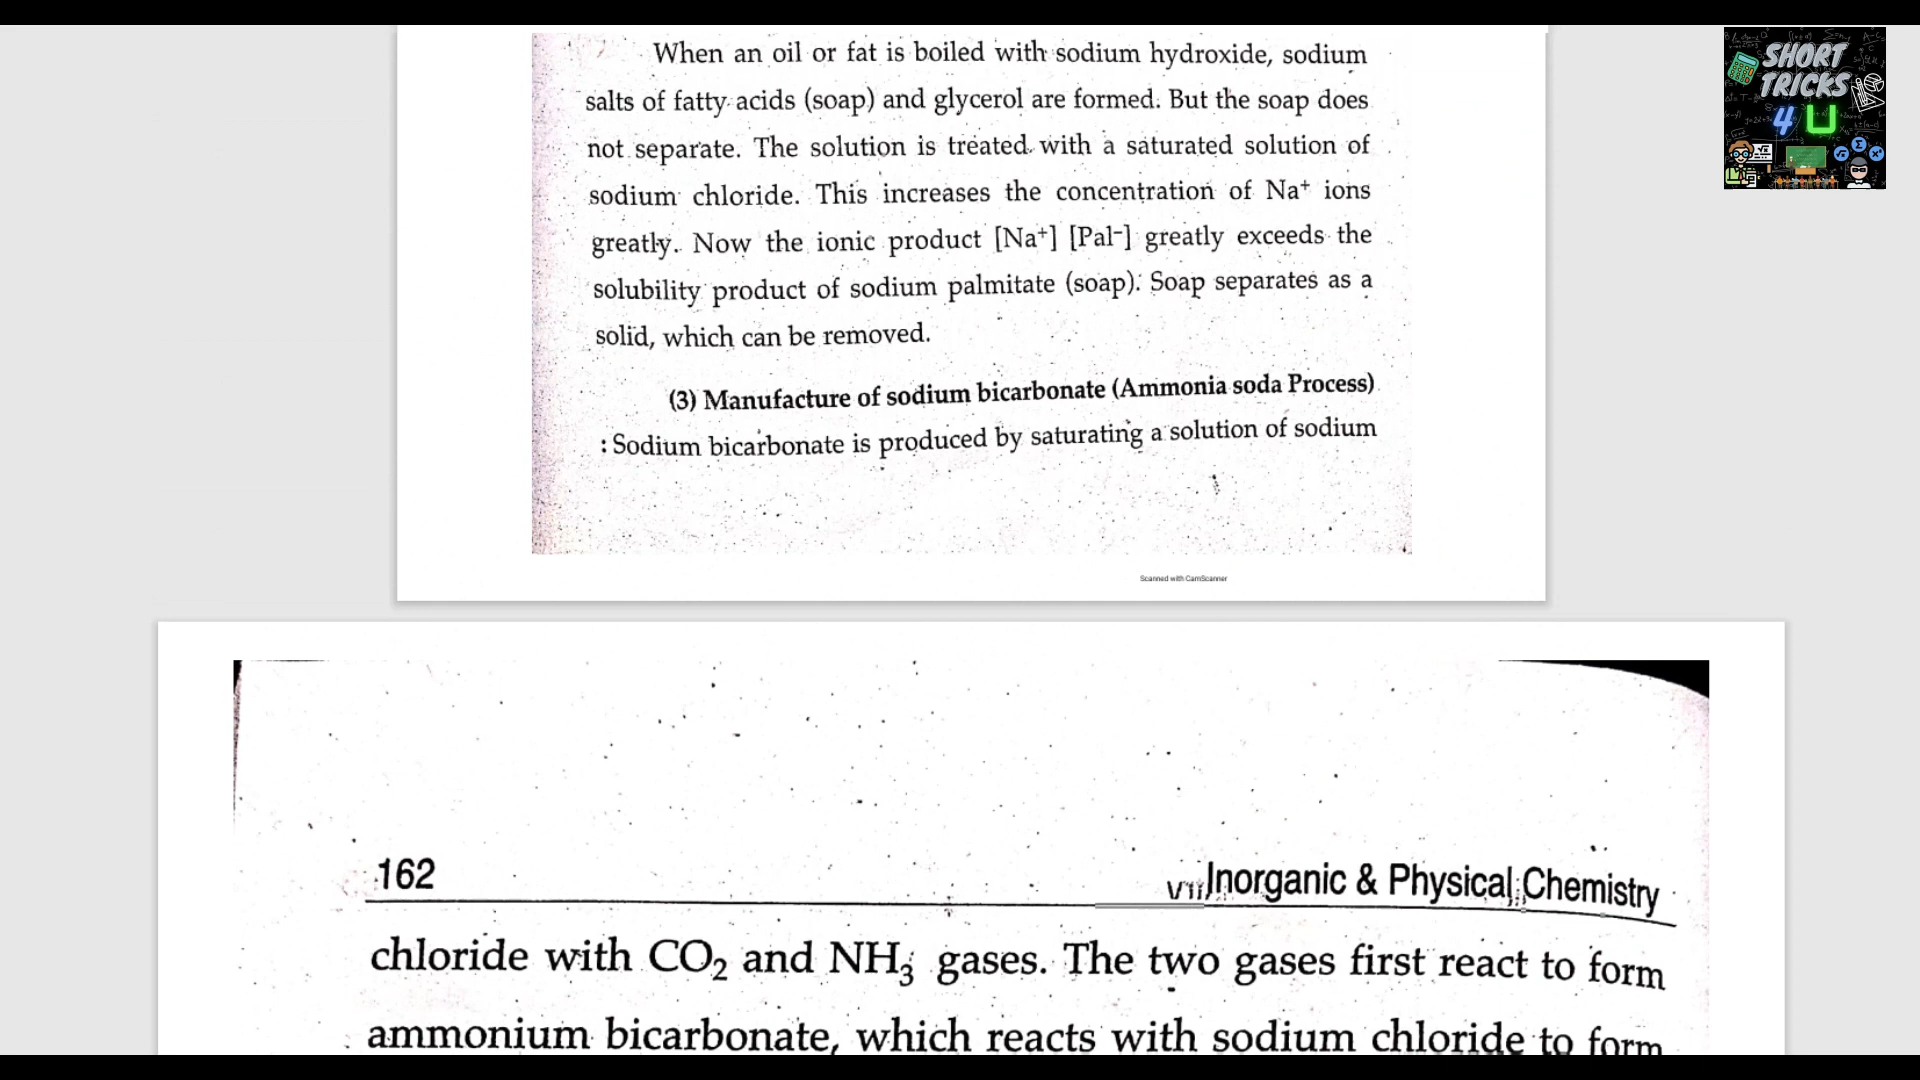 SHORT
TRICKS
4 U
When an oil or fat is boiled with sodium hydroxide, sodium
salts of fatty acids (soap) and glycerol are formed. But the soap does
not separate. The solution is treated with a saturated solution of
sodium chloride. This increases the concentration of Na⁺ ions
greatly. Now the ionic product [Na⁺] [Pal⁻] greatly exceeds the
solubility product of sodium palmitate (soap). Soap separates as a
solid, which can be removed.
(3) Manufacture of sodium bicarbonate (Ammonia soda Process)
: Sodium bicarbonate is produced by saturating a solution of sodium
Scanned with CamScanner
162
Inorganic & Physical Chemistry
chloride with CO₂ and NH₃ gases. The two gases first react to form
ammonium bicarbonate, which reacts with sodium chloride to form